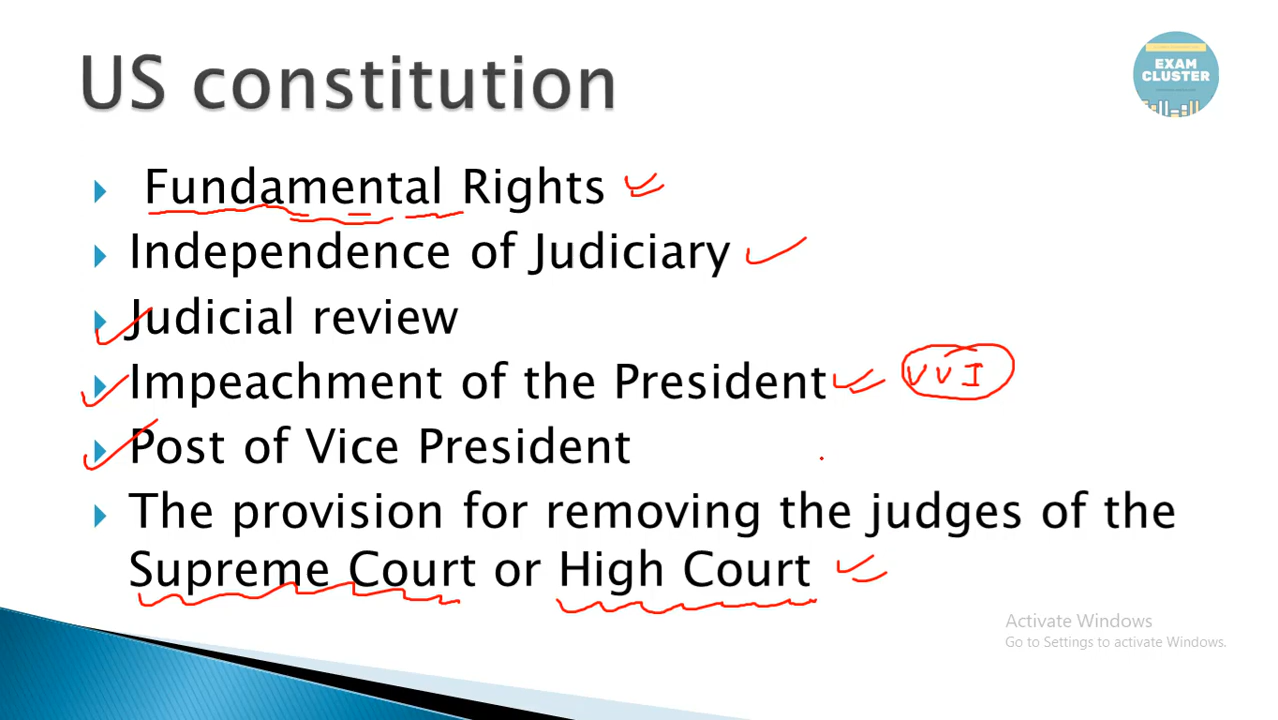 US constitution
EXAM
CLUSTER
Fundamental Rights
Independence of Judiciary
Judicial review
Impeachment of the President
VVI
Post of Vice President
The provision for removing the judges of the
Supreme Court or High Court
Activate Windows
Go to Settings to activate Windows.